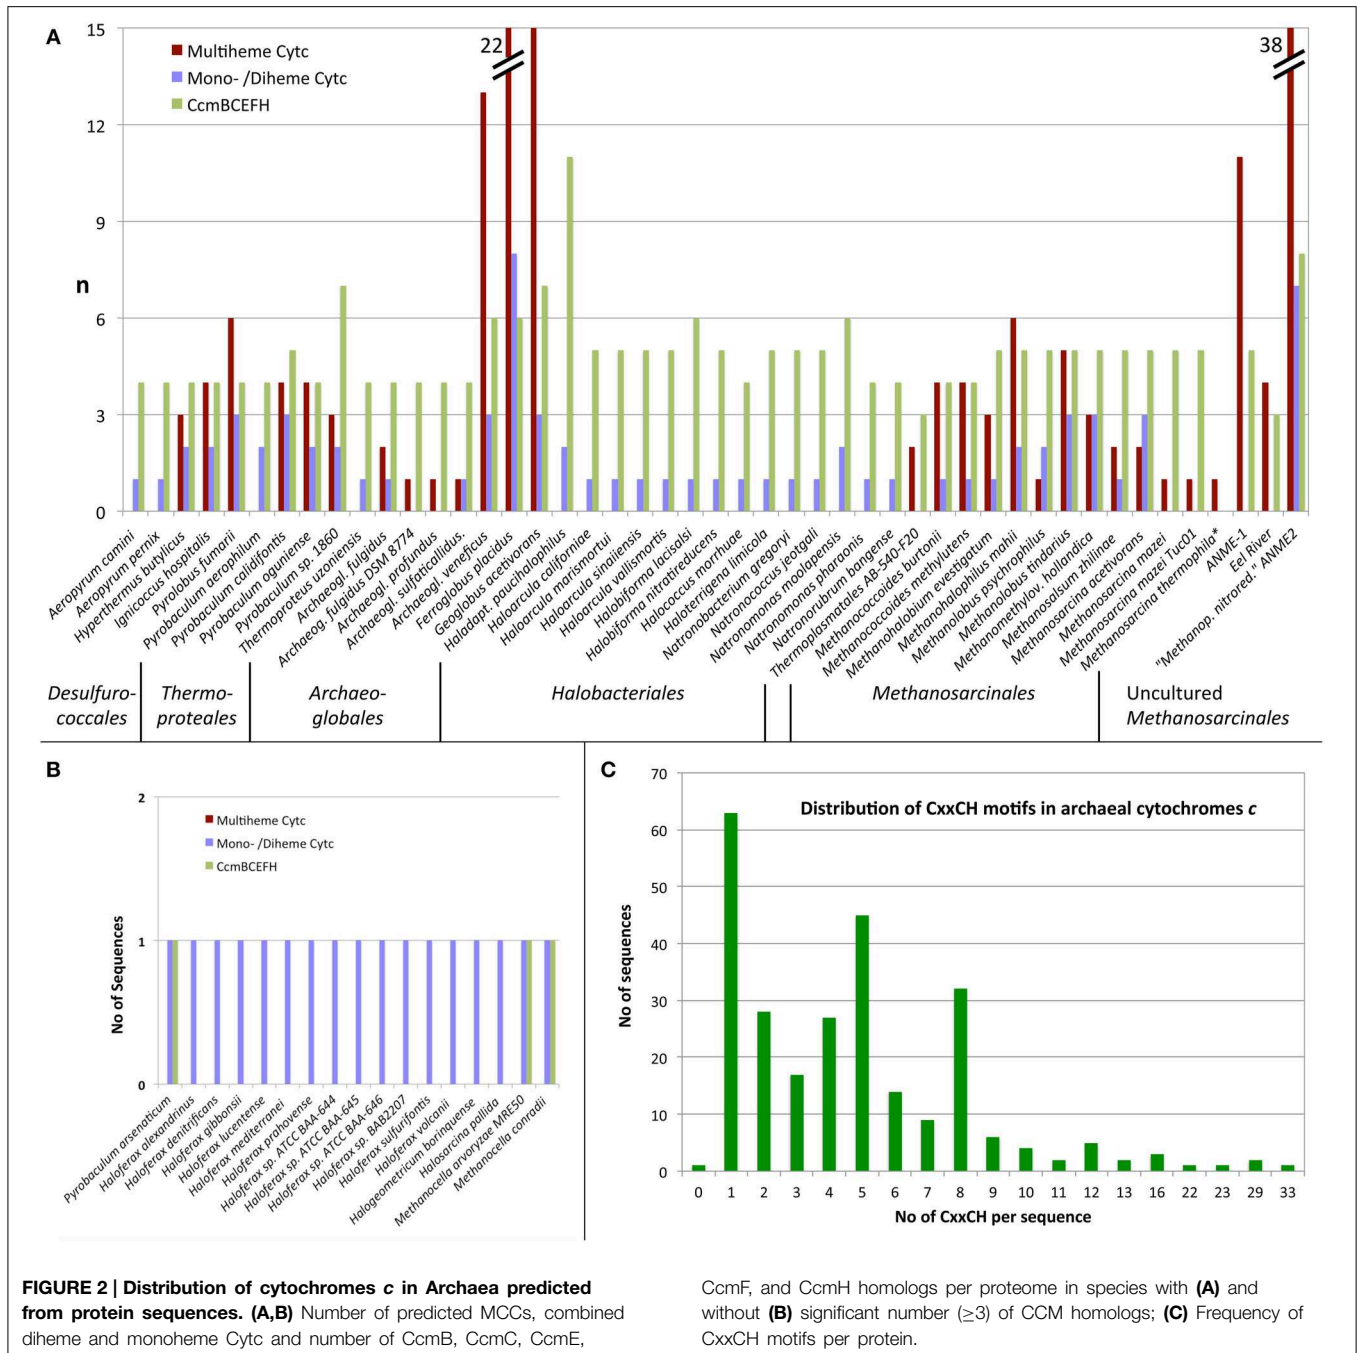 A
15
12
9
n
6
3
0
Multiheme Cytc
Mono- /Diheme Cytc
CcmBCEFH
22
38
Aeropyrum camini
Aeropyrum pernix
Hyperthermus butylicus
Ignicoccus hospitalis
Pyrolobus fumarii
Pyrobaculum aerophilum
Pyrobaculum califontis
Pyrobaculum oguniense
Pyrobaculum sp. 1860
Thermoproteus uzoniensis
Archaeogl. fulgidus
Archaeog. fulgidus DSM 8774
Archaeogl. profundus
Archaeogl. sulfaticallidus.
Archaeogl. veneficus
Ferroglobus placidus
Geoglobus acetivorans
Haladapt. paucihalophilus
Haloarcula californiae
Haloarcula marismortui
Haloarcula sinaiiensis
Haloarcula vallismortis
Halobiforma lacisalsi
Halobiforma nitratireducens
Halococcus morrhuae
Haloterrigena limicola
Natronobacterium gregoryi
Natronococcus jeotgali
Natronomonas moolapensis
Natronomonas pharaonis
Natronorubrum bangense
Thermoplasmatales AB-540-F20
Methanococcoides burtonii
Methanococcoides methylutens
Methanohalobium evestigatum
Methanohalophilus mahii
Methanolobus psychrophilus
Methanolobus tindarius
Methanomethylov. hollandica
Methanosalsum zhilinae
Methanosarcina acetivorans
Methanosarcina mazei
Methanosarcina mazei Tuc01
Methanosarcina thermophila*
ANME-1
Eel River
"Methanop. nitrored." ANME2
Desulfuro-
coccales
Thermo-
proteales
Archaeo-
globales
Halobacteriales
Methanosarcinales
Uncultured
Methanosarcinales
B
2
1
0
No of Sequences
Multiheme Cytc
Mono- /Diheme Cytc
CcmBCEFH
Pyrobaculum arsenaticum
Haloferax alexandrinus
Haloferax denitrificans
Haloferax gibbonsii
Haloferax lucentense
ferax mediterranei
Haloferax prahovense
Haloferax sp. ATCC BAA-644
Haloferax sp. ATCC BAA-645
Haloferax sp. ATCC BAA-646
Haloferax sp. BAB2207
Haloferax sulfurifontis
Haloferax volcanii
Halogeometricum borinquense
Halosarcina pallida
Methanocella arvoryzae MRE50
Methanocella conradii
C
Distribution of CxxCH motifs in archaeal cytochromes c
70
60
50
40
30
20
10
0
No of sequences
0 1 2 3 4 5 6 7 8 9 10 11 12 13 16 22 23 29 33
No of CxxCH per sequence
FIGURE 2 | Distribution of cytochromes c in Archaea predicted
from protein sequences. (A,B) Number of predicted MCCs, combined
diheme and monoheme Cytc and number of CcmB, CcmC, CcmE,
CcmF, and CcmH homologs per proteome in species with (A) and
without (B) significant number (≥3) of CCM homologs; (C) Frequency of
CxxCH motifs per protein.